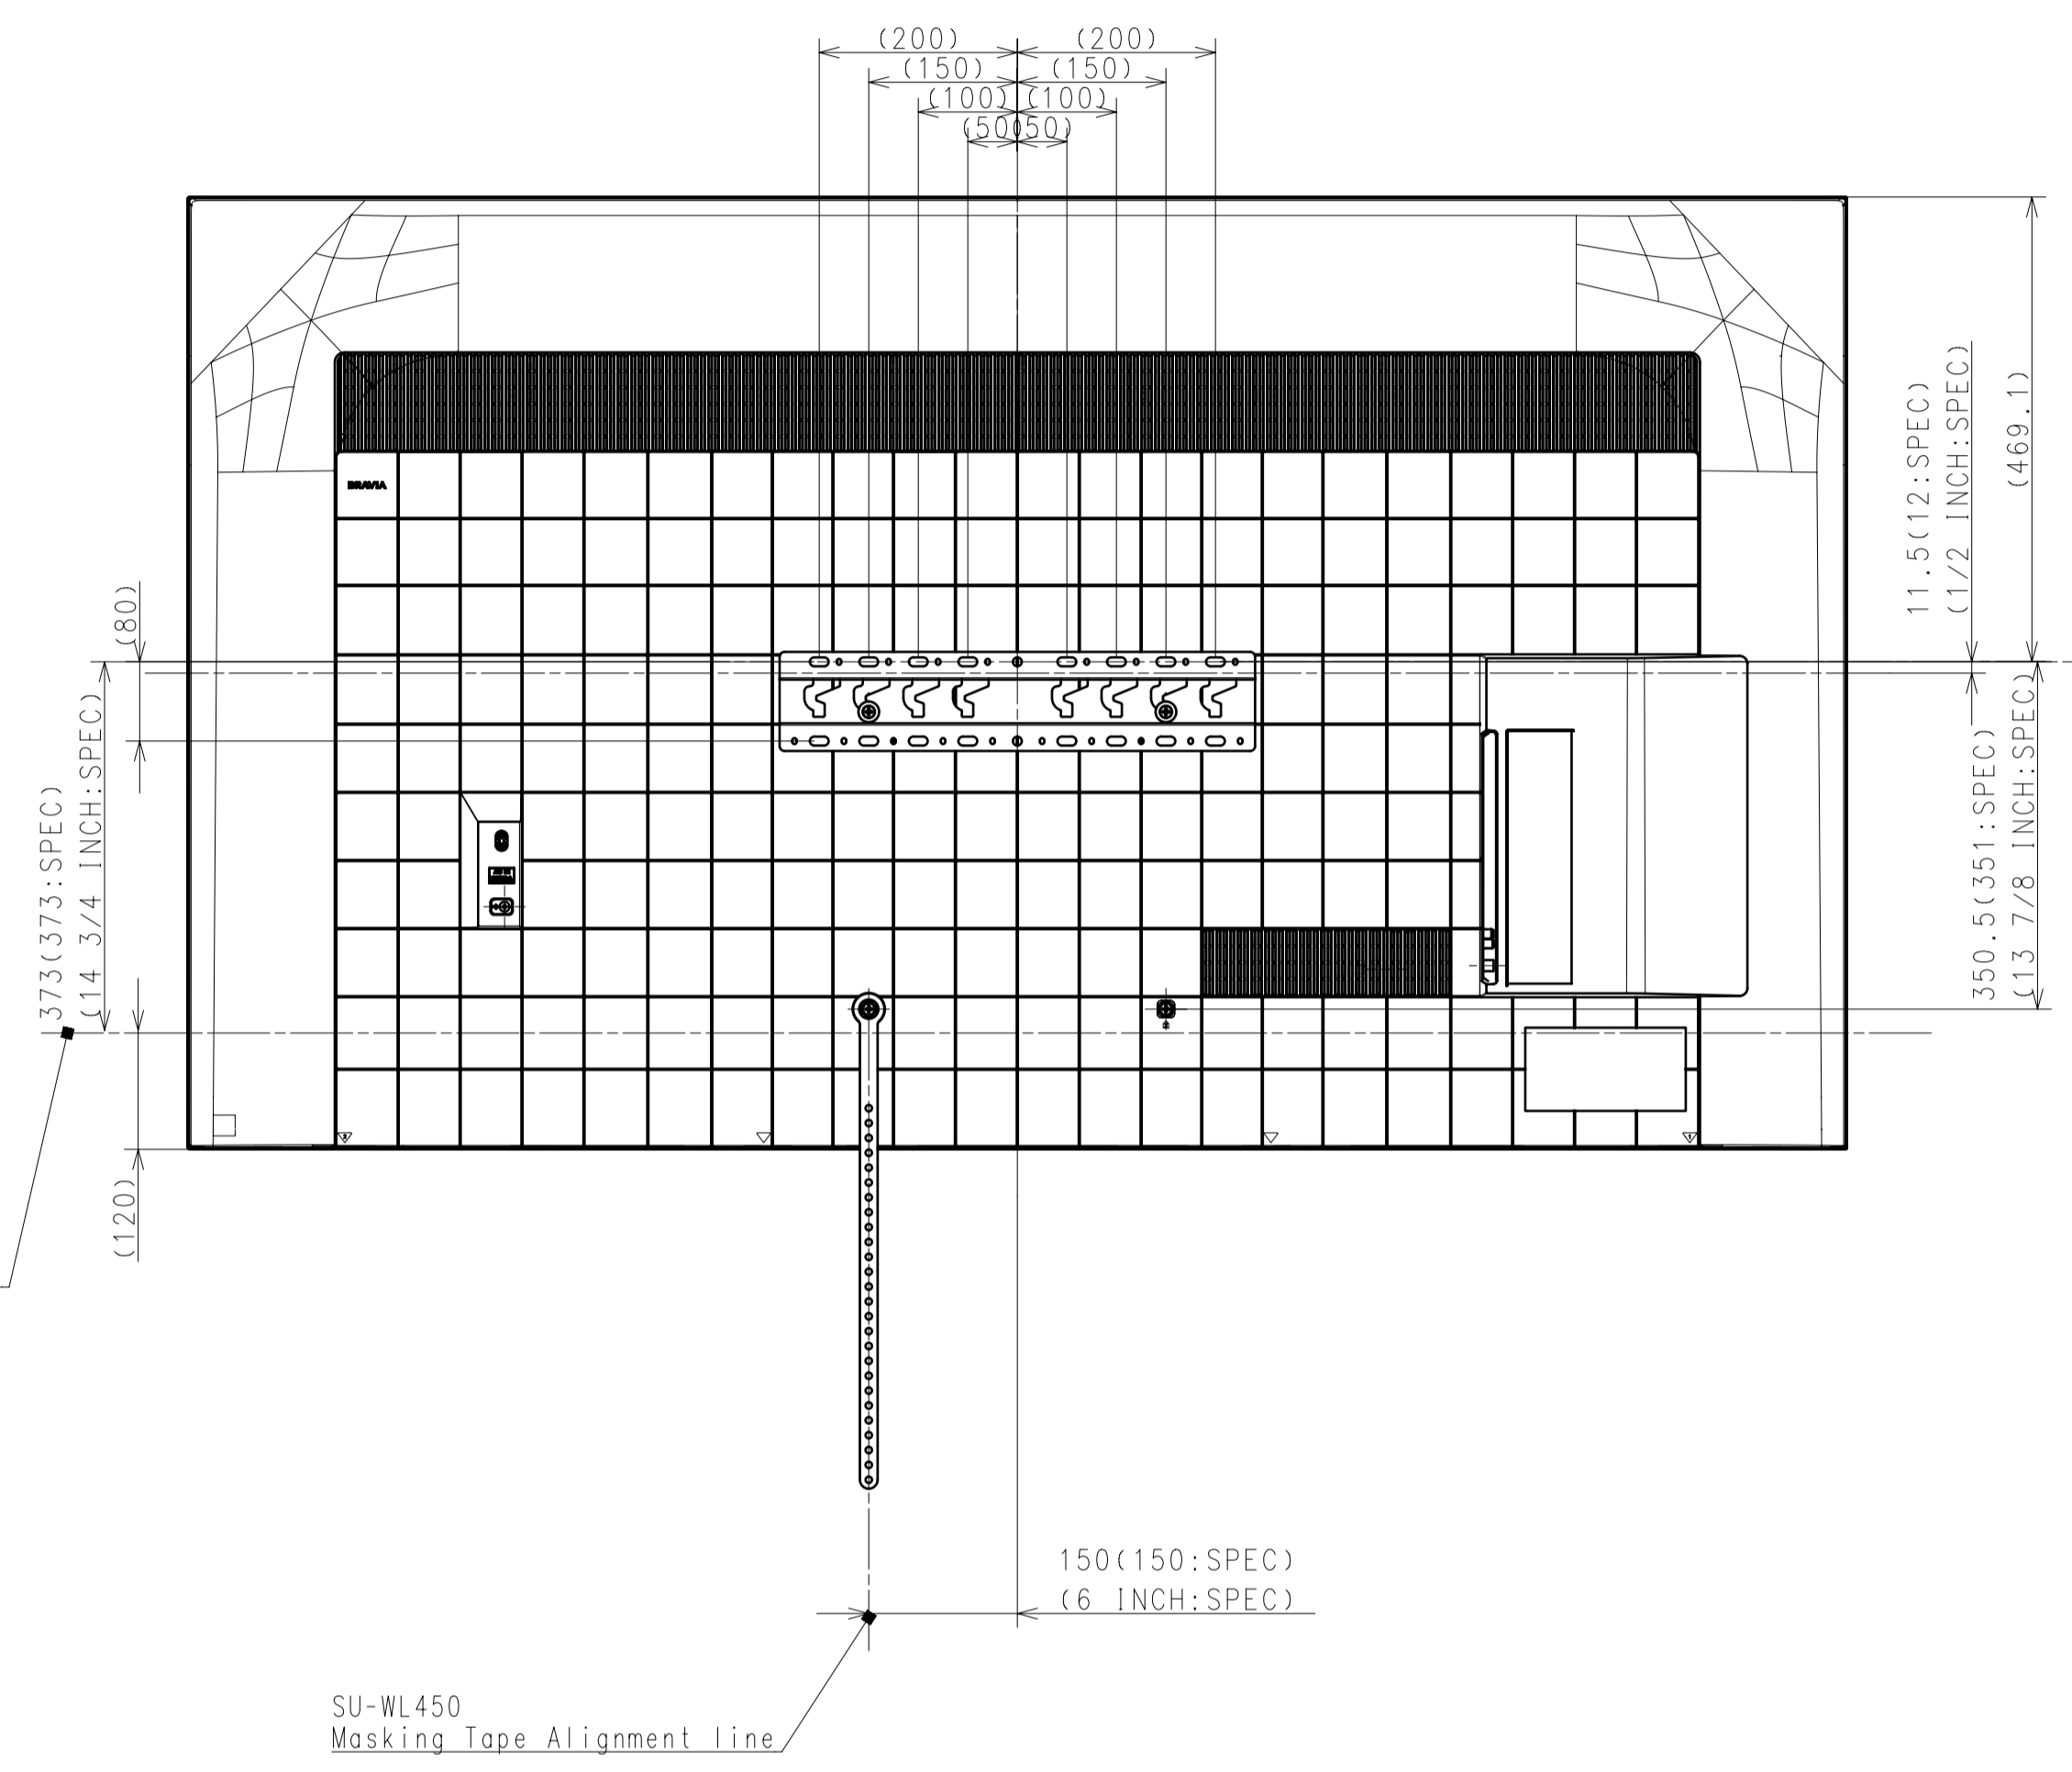 (200) (200)
(150) (150)
(100) (100)
(50 50)
BRAVIA
11.5(12:SPEC)
(1/2 INCH:SPEC)
(469.1)
(80)
373(373:SPEC)
(14 3/4 INCH:SPEC)
350.5(351:SPEC)
(13 7/8 INCH:SPEC)
(120)
150(150:SPEC)
(6 INCH:SPEC)
SU-WL450
Masking Tape Alignment line